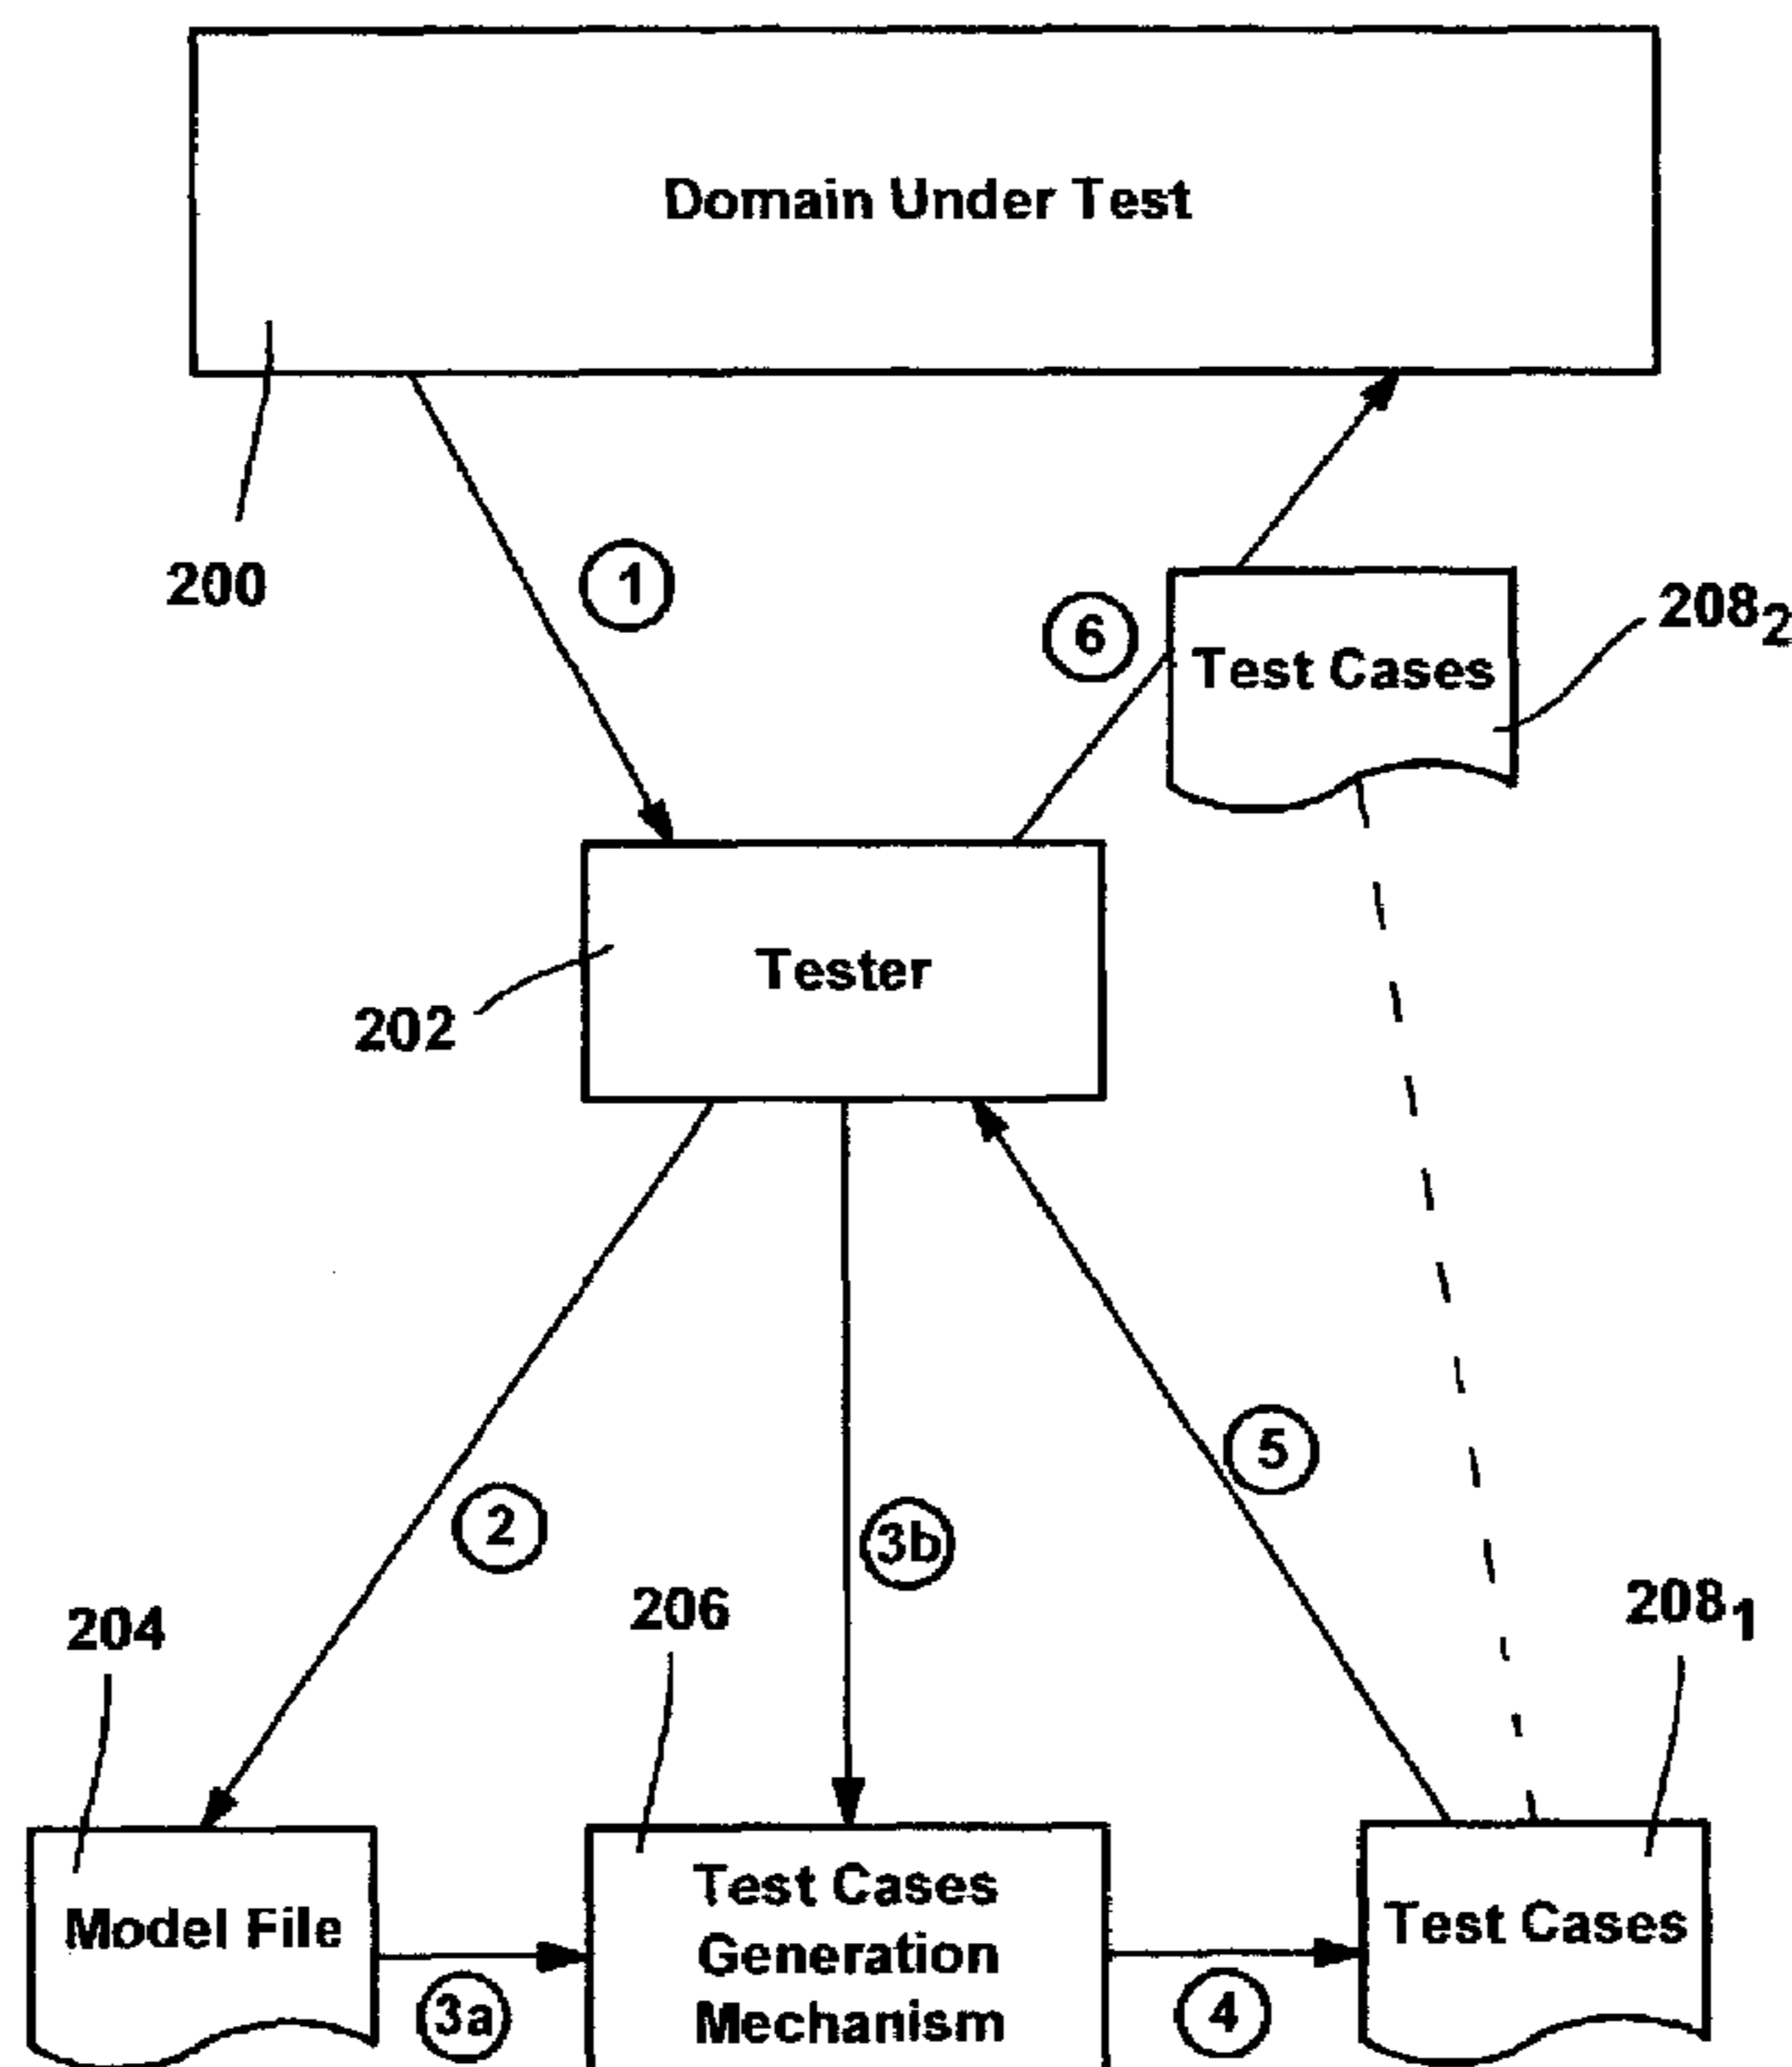 Domain Under Test
200
1
6
Test Cases
208₂
Tester
202
2
3b
5
204
206
208₁
Model File
3a
Test Cases
Generation
Mechanism
4
Test Cases